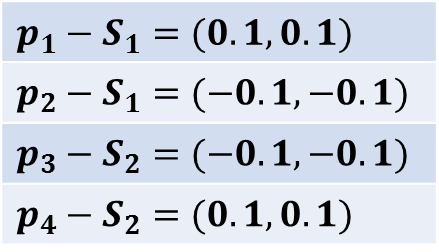 p₁ − S₁ = (0.1, 0.1)
p₂ − S₁ = (−0.1, −0.1)
p₃ − S₂ = (−0.1, −0.1)
p₄ − S₂ = (0.1, 0.1)